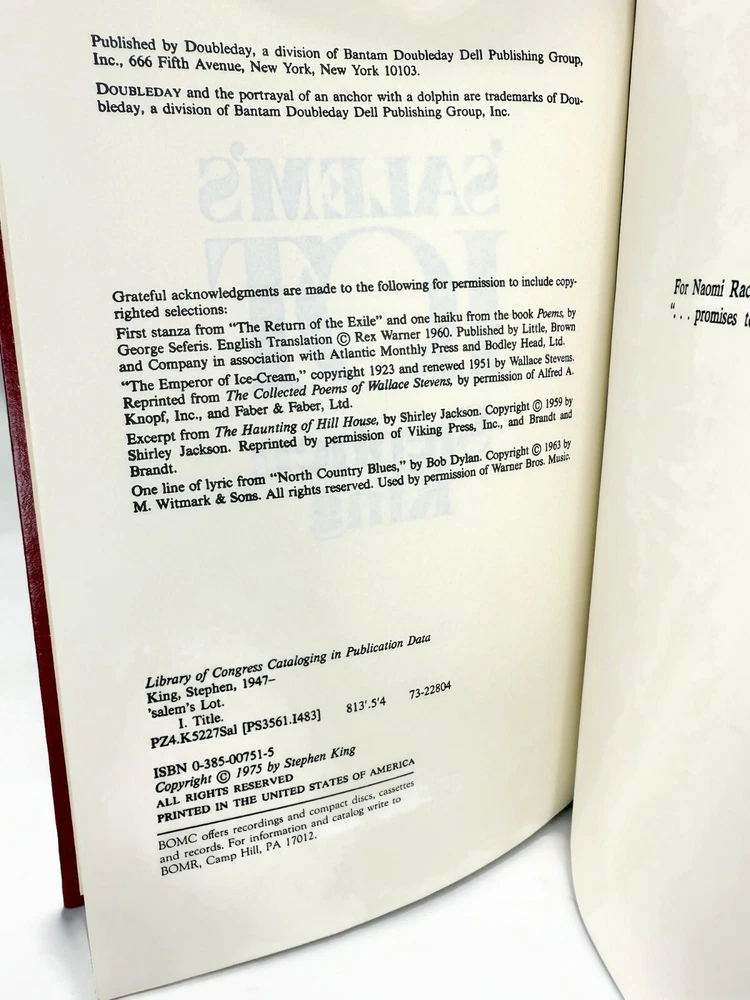 Published by Doubleday, a division of Bantam Doubleday Dell Publishing Group,
Inc., 666 Fifth Avenue, New York, New York 10103.
DOUBLEDAY and the portrayal of an anchor with a dolphin are trademarks of Dou-
bleday, a division of Bantam Doubleday Dell Publishing Group, Inc.
'SALEM'S
LOT
King
Grateful acknowledgments are made to the following for permission to include copy-
righted selections:
First stanza from “The Return of the Exile” and one haiku from the book Poems, by
George Seferis. English Translation © Rex Warner 1960. Published by Little, Brown
and Company in association with Atlantic Monthly Press and Bodley Head, Ltd.
“The Emperor of Ice-Cream,” copyright 1923 and renewed 1951 by Wallace Stevens.
Reprinted from The Collected Poems of Wallace Stevens, by permission of Alfred A.
Knopf, Inc., and Faber & Faber, Ltd.
Excerpt from The Haunting of Hill House, by Shirley Jackson. Copyright © 1959 by
Shirley Jackson. Reprinted by permission of Viking Press, Inc., and Brandt and
Brandt.
One line of lyric from “North Country Blues,” by Bob Dylan. Copyright © 1963 by
M. Witmark & Sons. All rights reserved. Used by permission of Warner Bros. Music.
Library of Congress Cataloging in Publication Data
King, Stephen, 1947–
'salem's Lot.
I. Title.
PZ4.K5227Sal [PS3561.I483] 813'.5'4 73-22804
ISBN 0-385-00751-5
Copyright © 1975 by Stephen King
ALL RIGHTS RESERVED
PRINTED IN THE UNITED STATES OF AMERICA
BOMC offers recordings and compact discs, cassettes
and records. For information and catalog write to
BOMR, Camp Hill, PA 17012.
For Naomi Rac
“. . . promises t